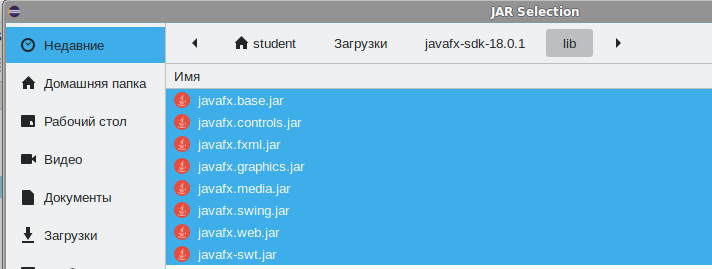 JAR Selection
Недавние
student Загрузки javafx-sdk-18.0.1 lib
Имя
Домашняя папка
Рабочий стол
Видео
Документы
Загрузки
javafx.base.jar
javafx.controls.jar
javafx.fxml.jar
javafx.graphics.jar
javafx.media.jar
javafx.swing.jar
javafx.web.jar
javafx-swt.jar